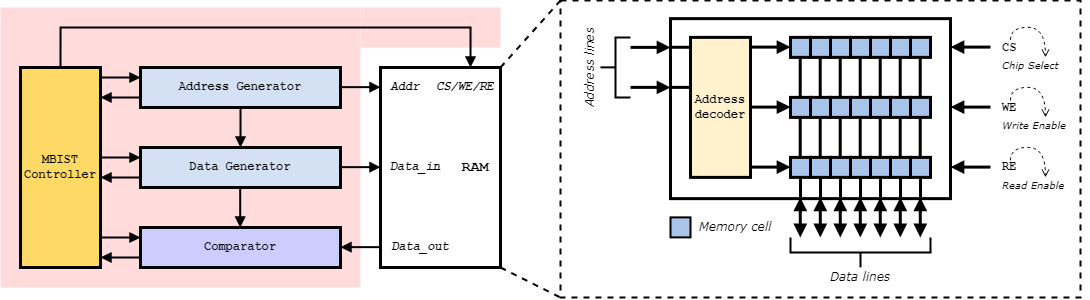 MBIST
Controller
Address Generator
Data Generator
Comparator
Addr
CS/WE/RE
Data_in
RAM
Data_out
Address lines
Address
decoder
CS
Chip Select
WE
Write Enable
RE
Read Enable
Memory cell
Data lines